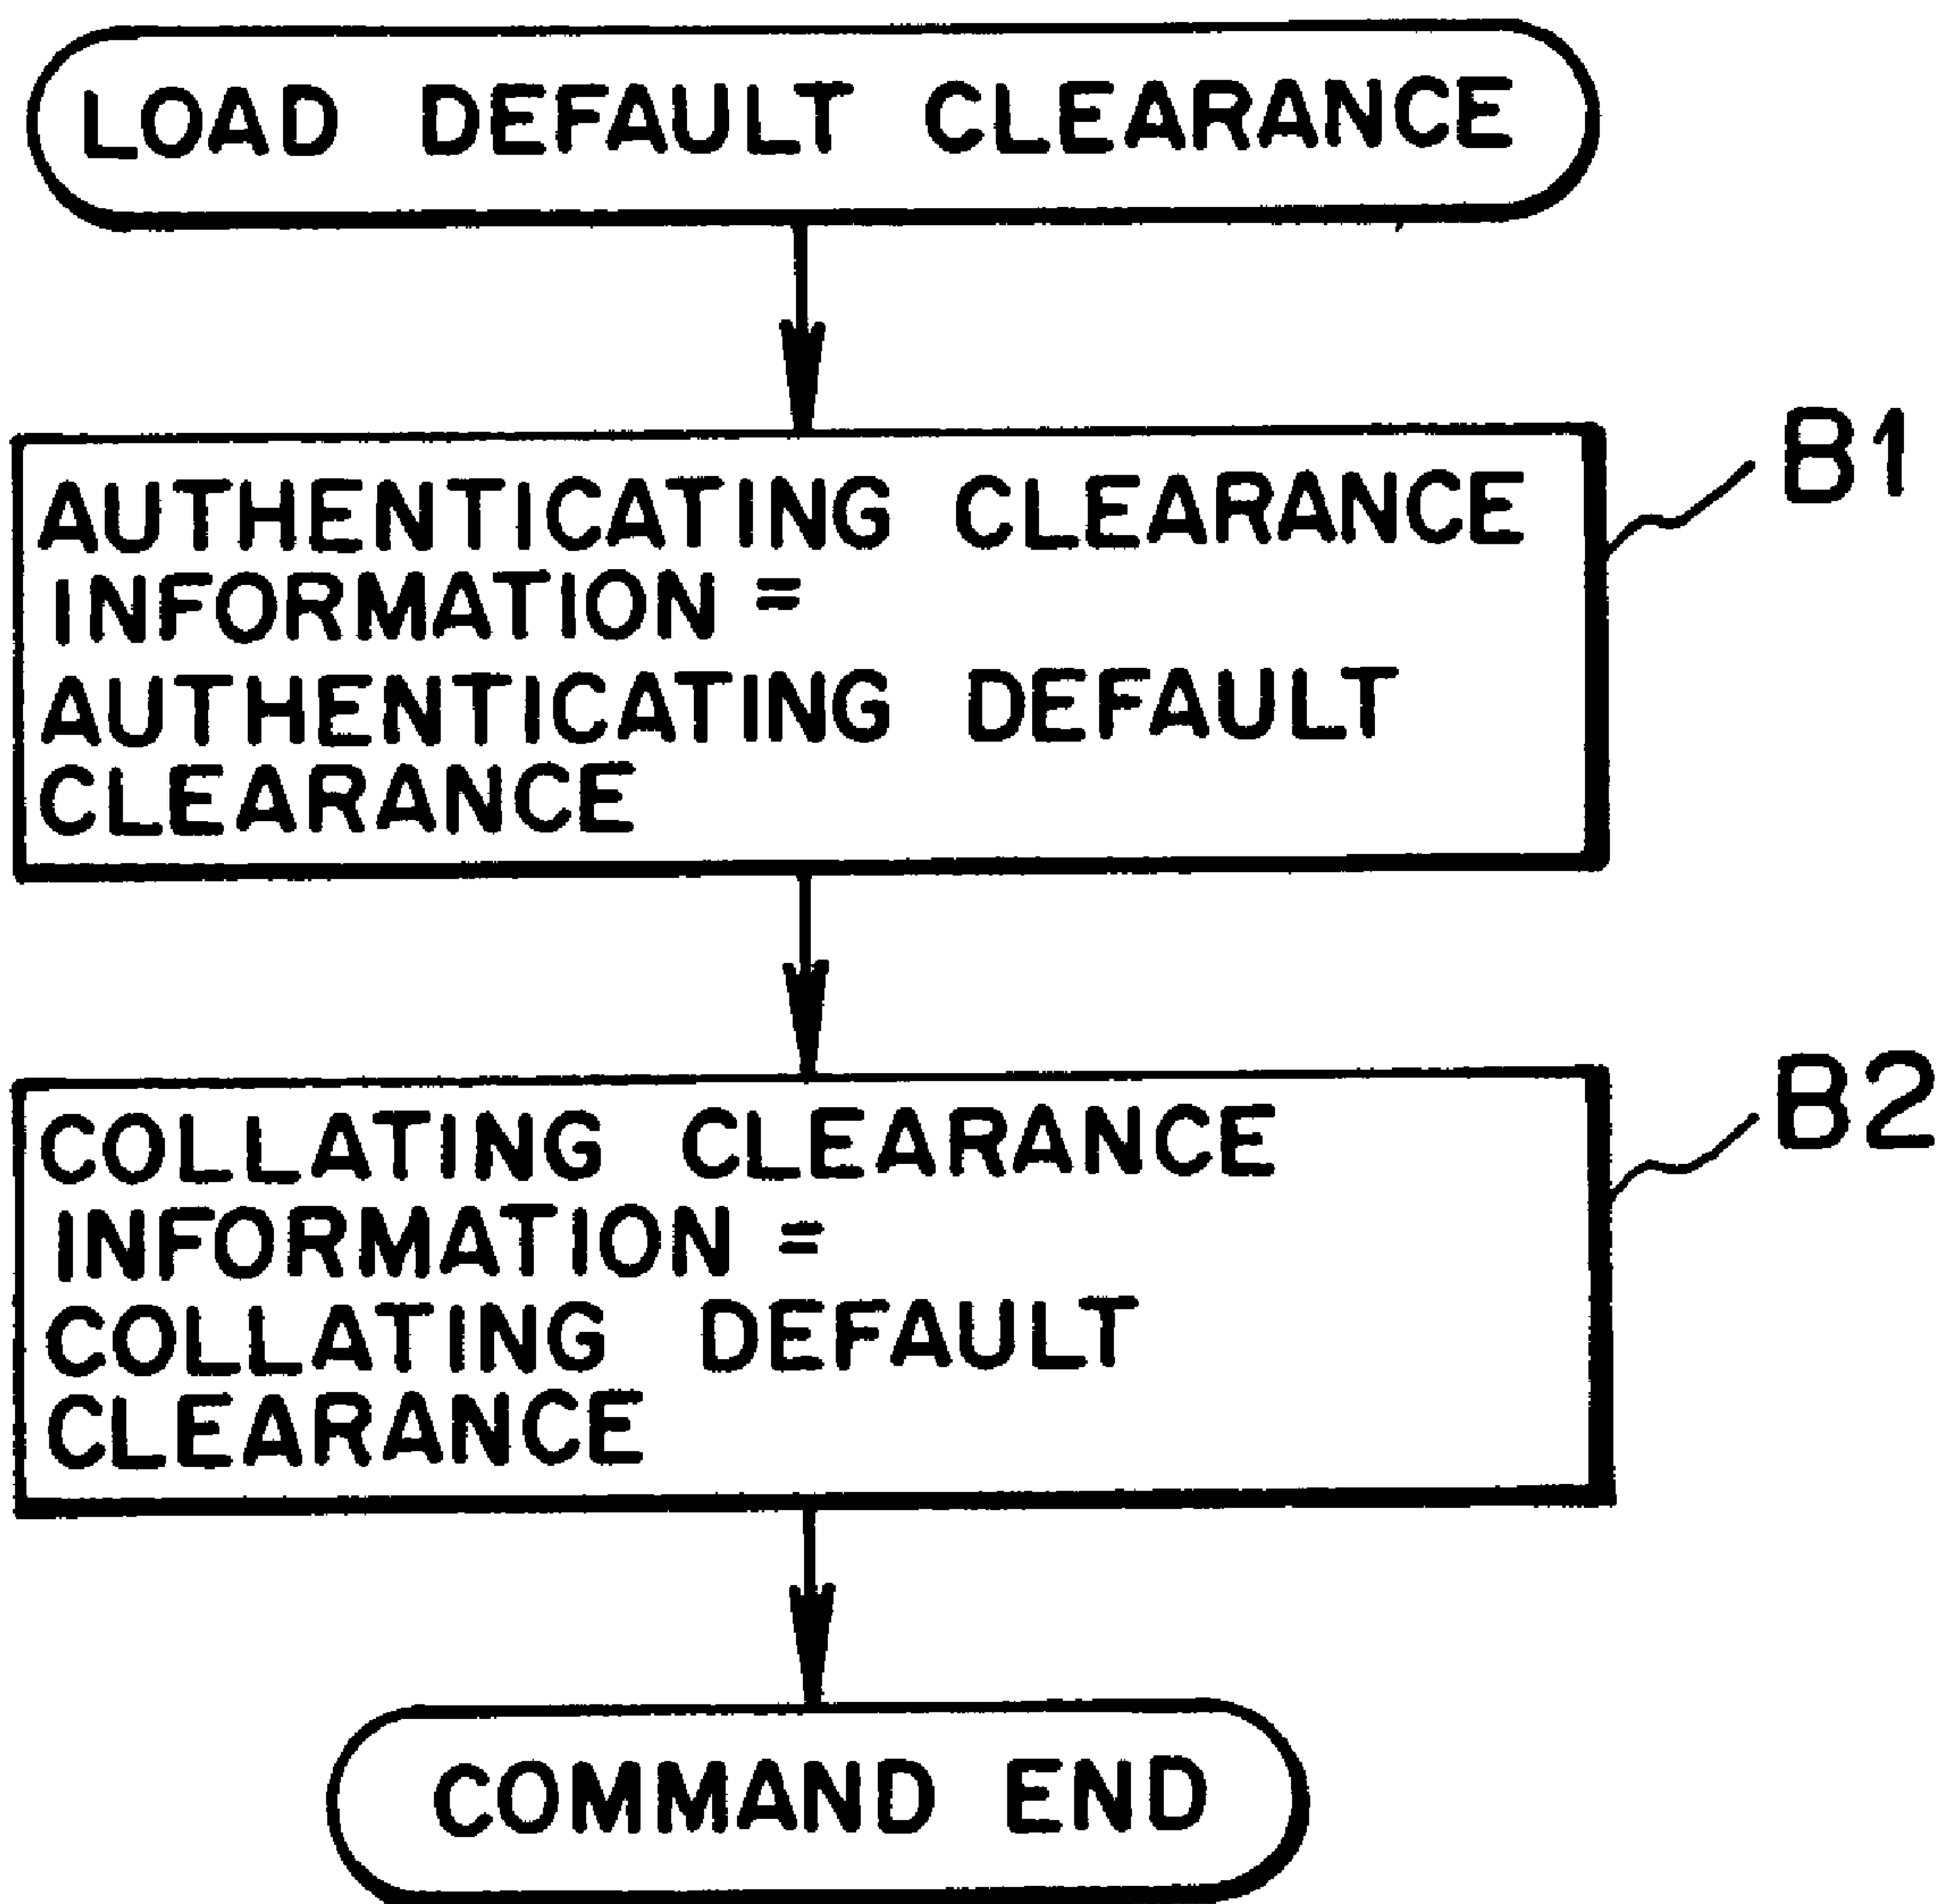 LOAD DEFAULT CLEARANCE
B1
AUTHENTICATING CLEARANCE
INFORMATION =
AUTHENTICATING DEFAULT
CLEARANCE
B2
COLLATING CLEARANCE
INFORMATION =
COLLATING DEFAULT
CLEARANCE
COMMAND END